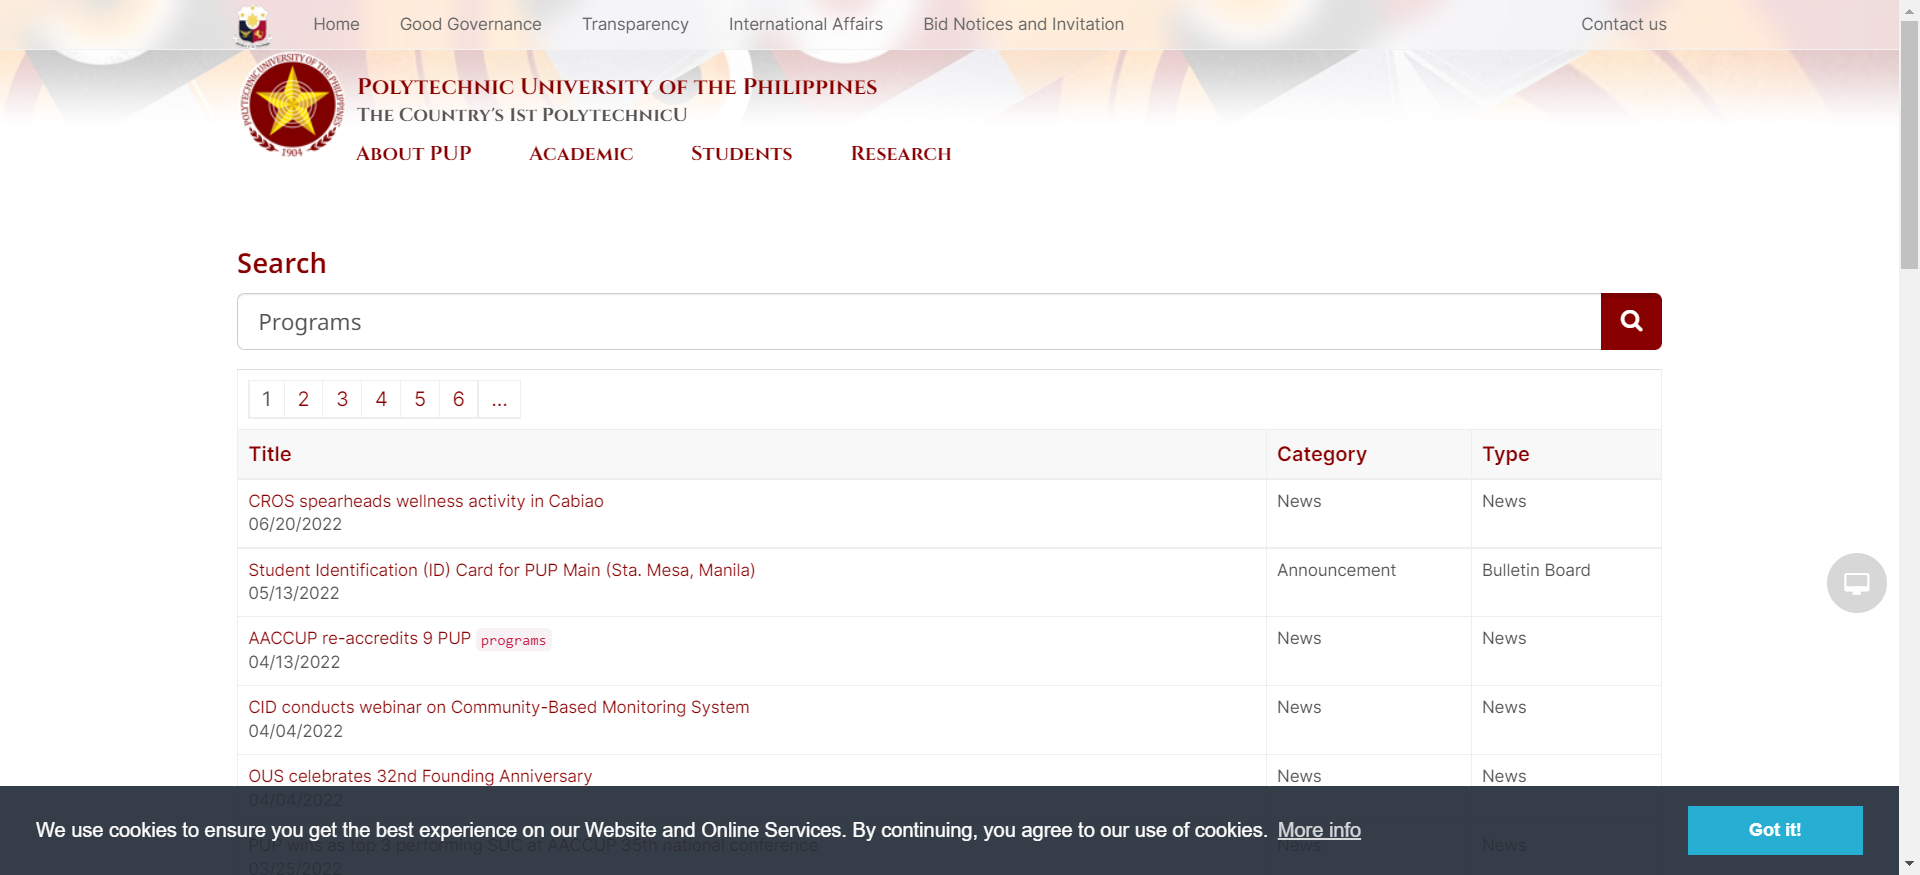 Home Good Governance Transparency International Affairs Bid Notices and Invitation Contact us
POLYTECHNIC UNIVERSITY OF THE PHILIPPINES
1904
POLYTECHNIC UNIVERSITY OF THE PHILIPPINES
THE COUNTRY'S 1ST POLYTECHNICU
ABOUT PUP ACADEMIC STUDENTS RESEARCH
Search
Programs
1 2 3 4 5 6 ...
Title Category Type
CROS spearheads wellness activity in Cabiao News News
06/20/2022
Student Identification (ID) Card for PUP Main (Sta. Mesa, Manila) Announcement Bulletin Board
05/13/2022
AACCUP re-accredits 9 PUP programs News News
04/13/2022
CID conducts webinar on Community-Based Monitoring System News News
04/04/2022
OUS celebrates 32nd Founding Anniversary News News
04/04/2022
We use cookies to ensure you get the best experience on our Website and Online Services. By continuing, you agree to our use of cookies. More info Got it!
PUP wins as top 3 performing SUC at AACCUP 35th national conference News News
03/25/2022